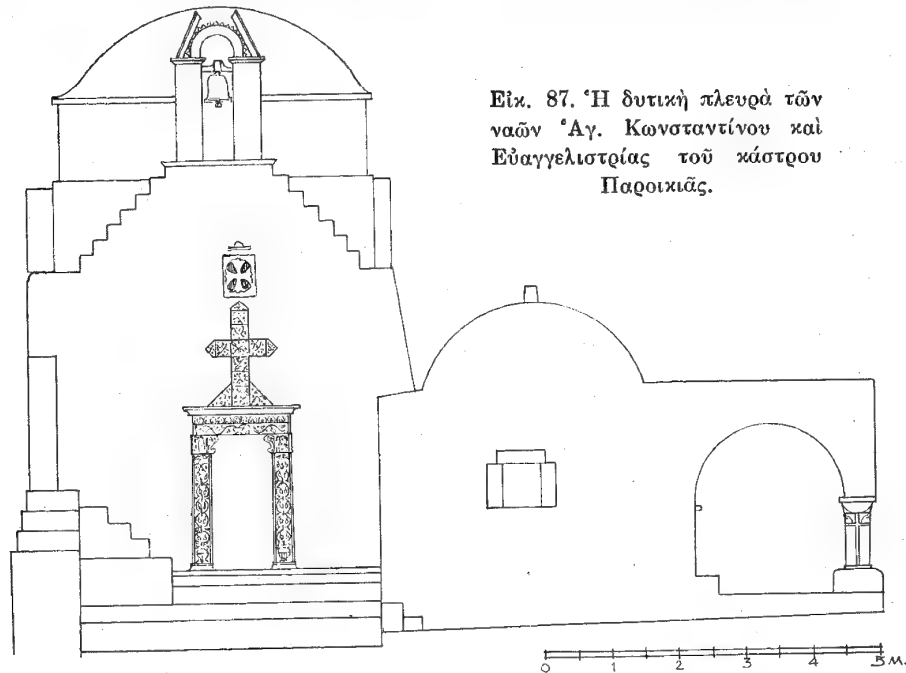 Εἰκ. 87. Ἡ δυτικὴ πλευρὰ τῶν
ναῶν Ἁγ. Κωνσταντίνου καὶ
Εὐαγγελιστρίας τοῦ κάστρου
Παροικιᾶς.
0 1 2 3 4 5 Μ.